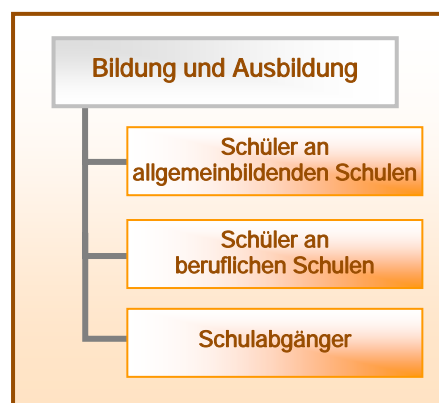 Bildung und Ausbildung
Schüler an
allgemeinbildenden Schulen
Schüler an
beruflichen Schulen
Schulabgänger